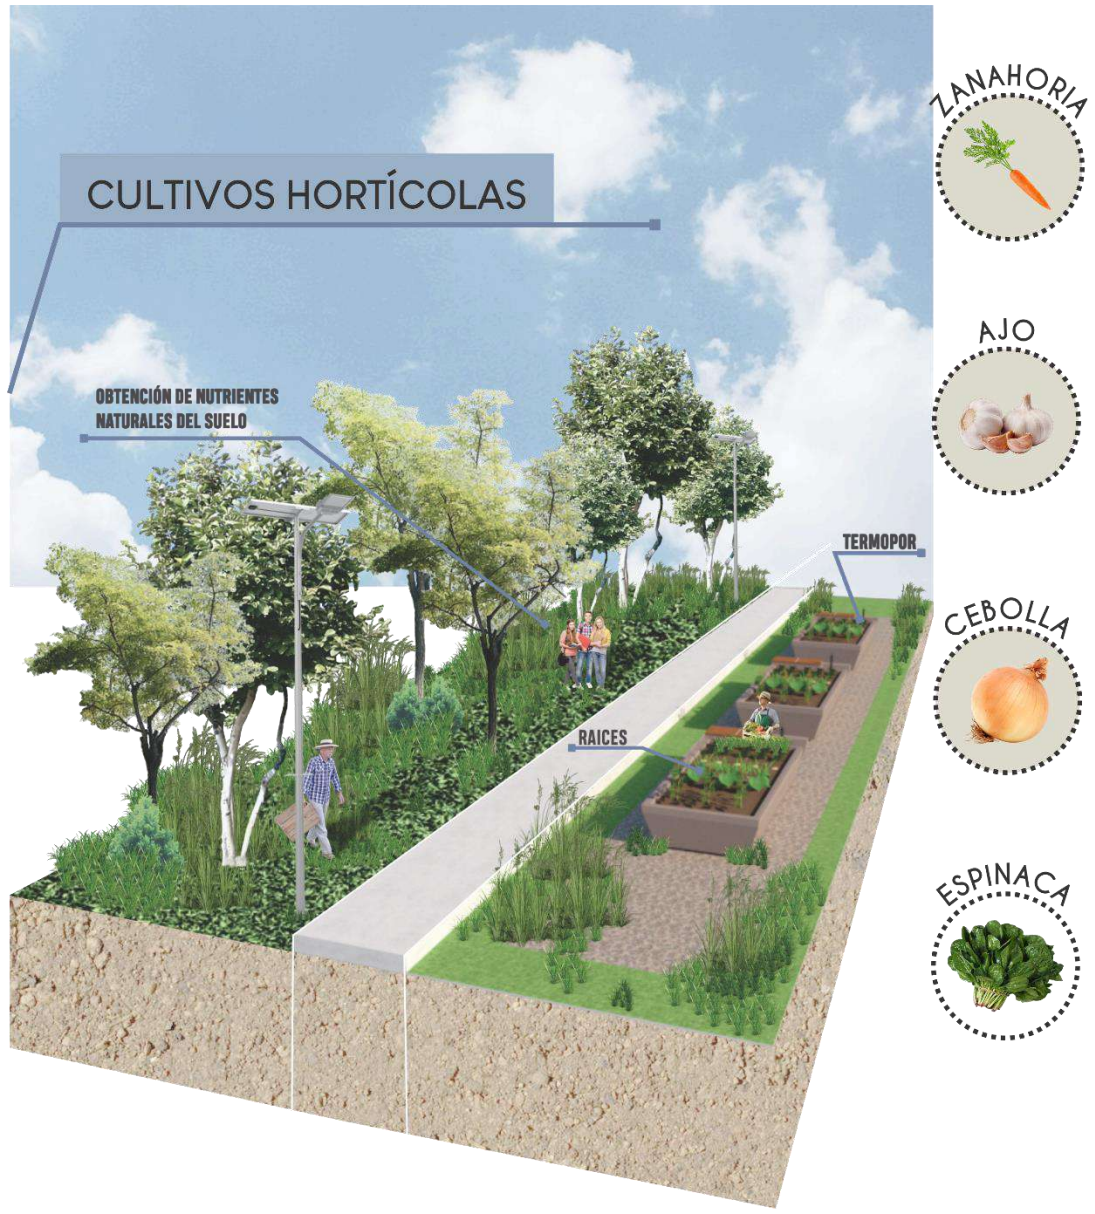 CULTIVOS HORTÍCOLAS
OBTENCIÓN DE NUTRIENTES
NATURALES DEL SUELO
TERMOPOR
RAICES
ZANAHORIA
AJO
CEBOLLA
ESPINACA